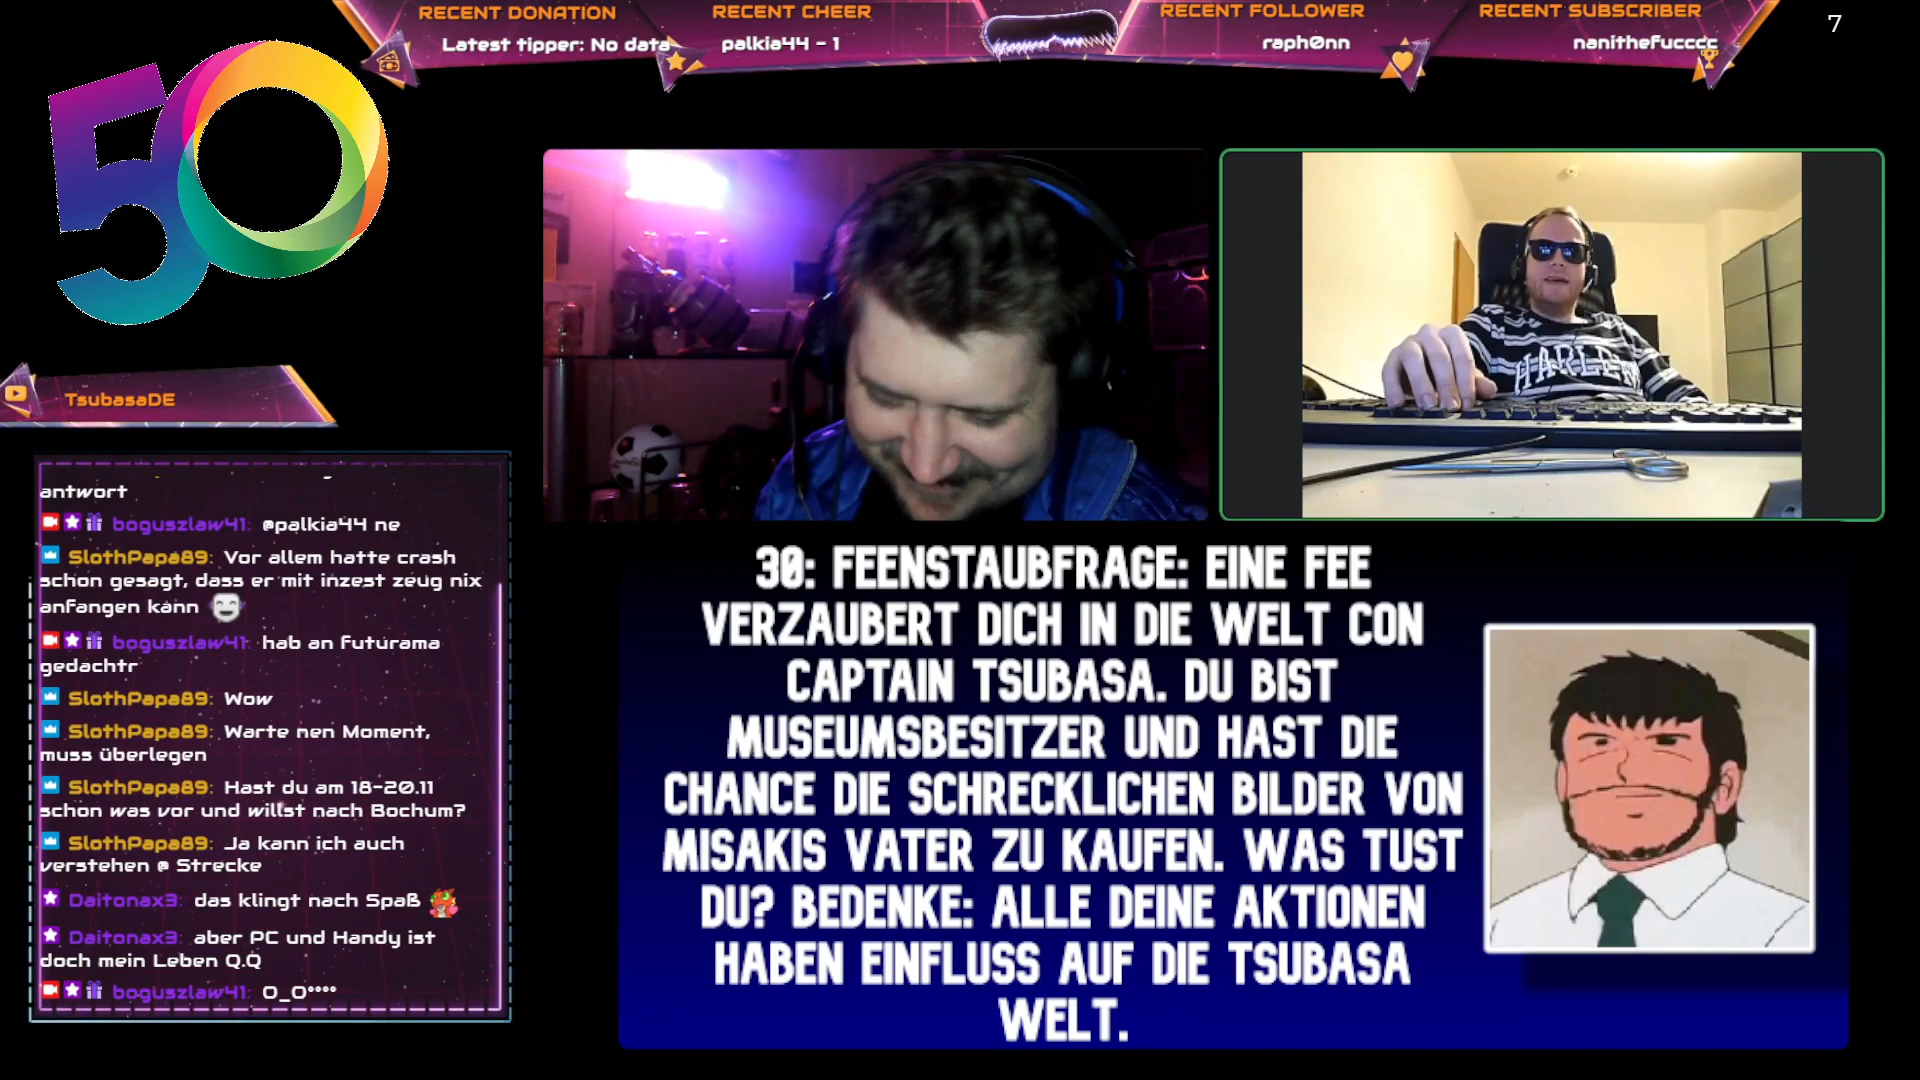 RECENT DONATION
Latest tipper: No data
RECENT CHEER
palkia44 - 1
RECENT FOLLOWER
raph0nn
RECENT SUBSCRIBER
nanithefucccc
7
50
TsubasaDE
antwort
boguszlaw41: @palkia44 ne
SlothPapa89: Vor allem hatte crash
schon gesagt, dass er mit inzest zeug nix
anfangen kann
boguszlaw41: hab an Futurama
gedachtr
SlothPapa89: Wow
SlothPapa89: Warte nen Moment,
muss überlegen
SlothPapa89: Hast du am 18-20.11
schon was vor und willst nach Bochum?
SlothPapa89: Ja kann ich auch
verstehen @ Strecke
Daitonax3: das klingt nach Spaß
Daitonax3: aber PC und Handy ist
doch mein Leben Q.Q
boguszlaw41: O_O°°°°
HARLEM
30: FEENSTAUBFRAGE: EINE FEE
VERZAUBERT DICH IN DIE WELT CON
CAPTAIN TSUBASA. DU BIST
MUSEUMSBESITZER UND HAST DIE
CHANCE DIE SCHRECKLICHEN BILDER VON
MISAKIS VATER ZU KAUFEN. WAS TUST
DU? BEDENKE: ALLE DEINE AKTIONEN
HABEN EINFLUSS AUF DIE TSUBASA
WELT.